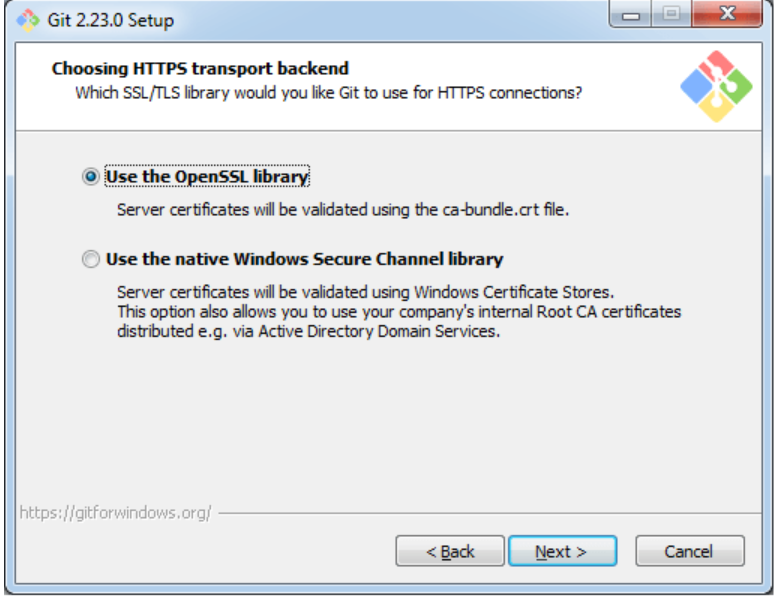 Git 2.23.0 Setup
Choosing HTTPS transport backend
Which SSL/TLS library would you like Git to use for HTTPS connections?
Use the OpenSSL library
Server certificates will be validated using the ca-bundle.crt file.
Use the native Windows Secure Channel library
Server certificates will be validated using Windows Certificate Stores.
This option also allows you to use your company's internal Root CA certificates
distributed e.g. via Active Directory Domain Services.
https://gitforwindows.org/
< Back Next > Cancel